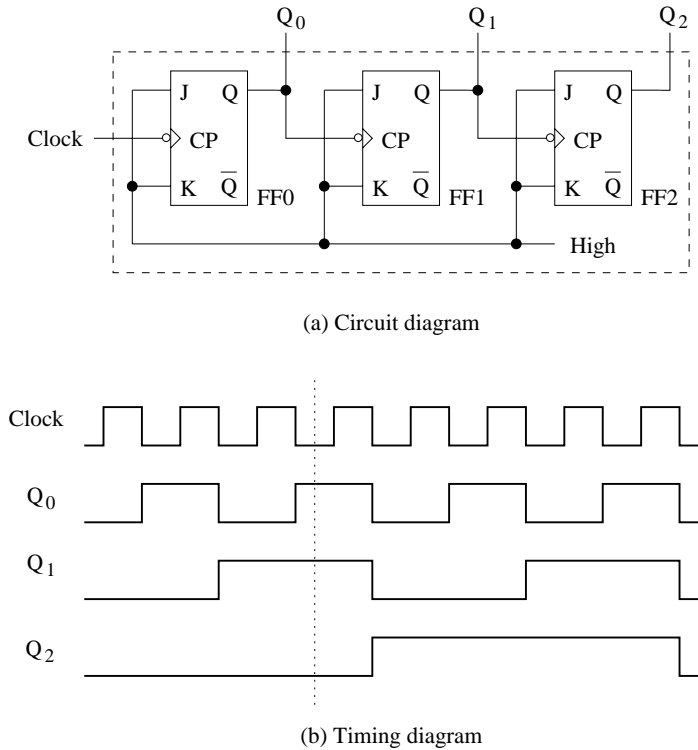 Q0 Q1 Q2
J Q J Q J Q
Clock CP CP CP
K Q̅ FF0 K Q̅ FF1 K Q̅ FF2
High
(a) Circuit diagram
Clock
Q0
Q1
Q2
(b) Timing diagram